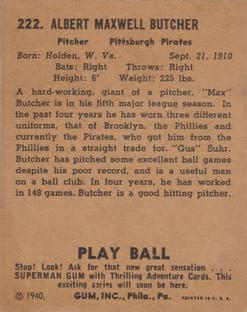 222. ALBERT MAXWELL BUTCHER
Pitcher Pittsburgh Pirates
Born: Holden, W. Va. Sept. 21, 1910
Bats: Right Throws: Right
Height: 6' Weight: 225 lbs.
A hard-working, giant of a pitcher, "Max"
Butcher is in his fifth major league season. In
the past four years he has worn three different
uniforms, that of Brooklyn, the Phillies and
currently the Pirates, who got him from the
Phillies in a straight trade for "Gus" Suhr.
Butcher has pitched some excellent ball games
despite his poor record, and is a useful man
on a ball club. In four years, he has worked
in 148 games. Butcher is a good hitting pitcher.
PLAY BALL
Stop! Look! Ask for that new great sensation . . .
SUPERMAN GUM with Thrilling Adventure Cards. This
exciting series will soon be here.
© 1940, GUM, INC., Phila., Pa. PRINTED IN U. S. A.